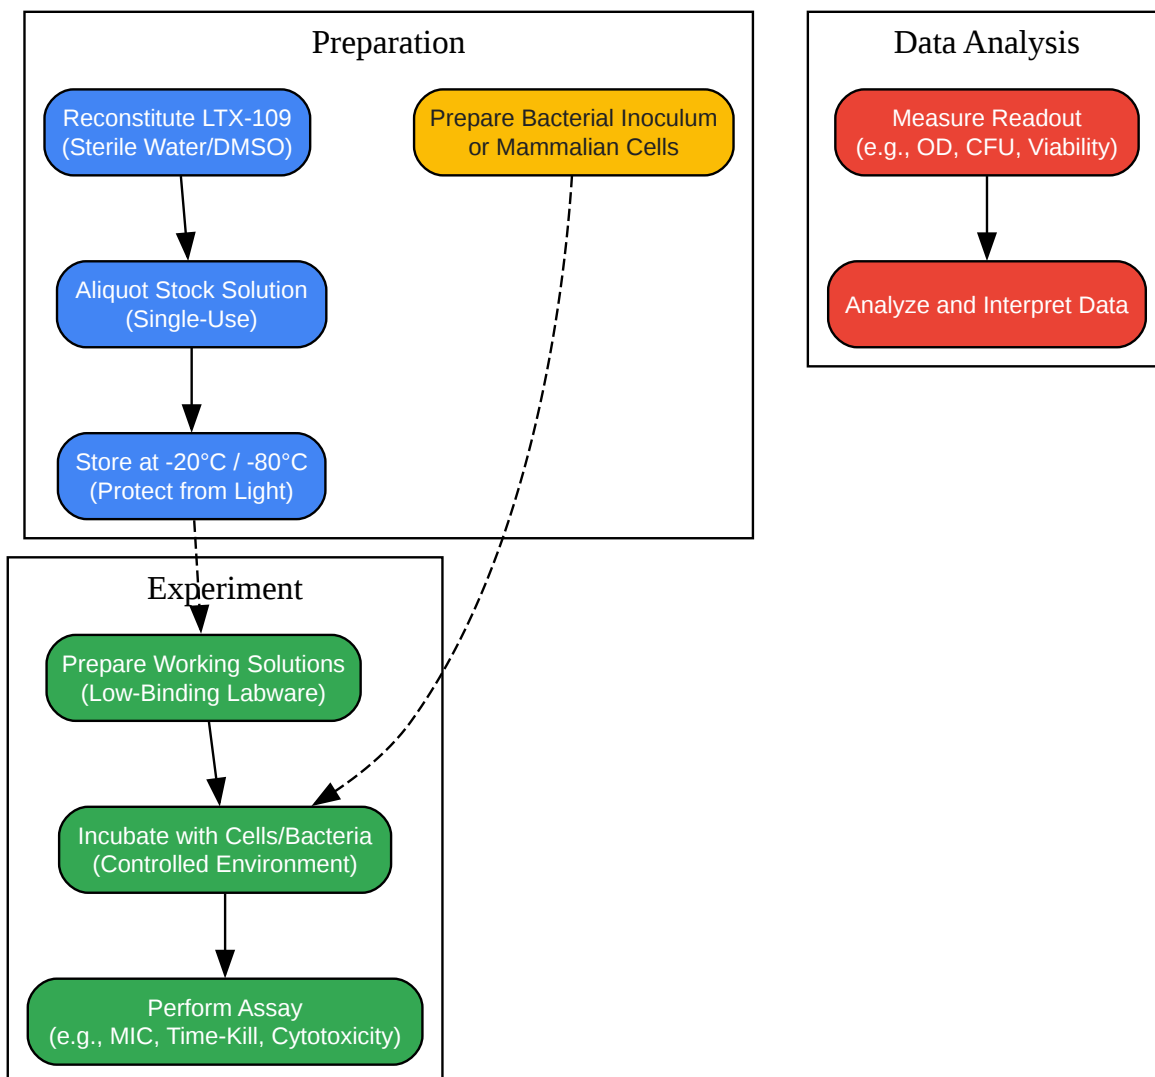 Preparation
Reconstitute LTX-109
(Sterile Water/DMSO)
Prepare Bacterial Inoculum
or Mammalian Cells
Aliquot Stock Solution
(Single-Use)
Store at -20°C / -80°C
(Protect from Light)
Experiment
Prepare Working Solutions
(Low-Binding Labware)
Incubate with Cells/Bacteria
(Controlled Environment)
Perform Assay
(e.g., MIC, Time-Kill, Cytotoxicity)
Data Analysis
Measure Readout
(e.g., OD, CFU, Viability)
Analyze and Interpret Data